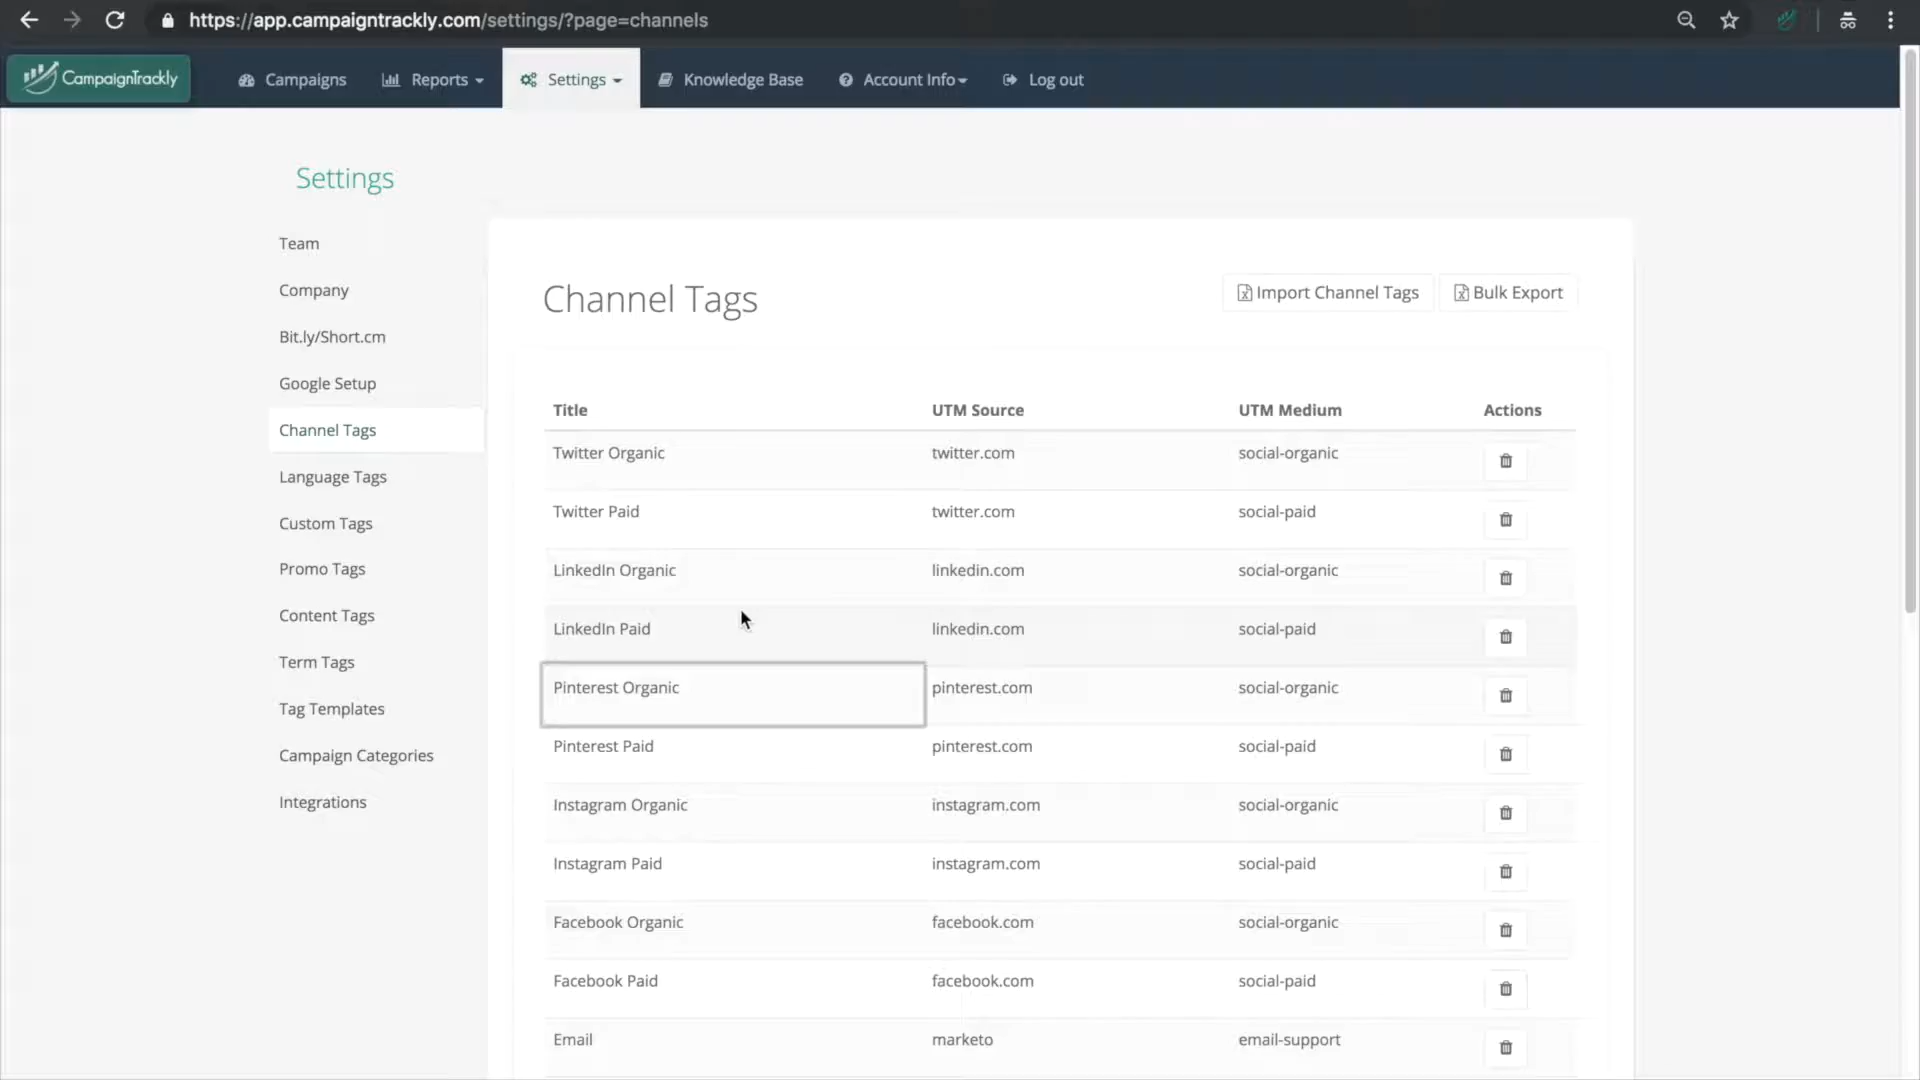 https://app.campaigntrackly.com/settings/?page=channels
CampaignTrackly
Campaigns
Reports
Settings
Knowledge Base
Account Info
Log out
Settings
Team
Company
Bit.ly/Short.cm
Google Setup
Channel Tags
Language Tags
Custom Tags
Promo Tags
Content Tags
Term Tags
Tag Templates
Campaign Categories
Integrations
Channel Tags
Import Channel Tags
Bulk Export
Title UTM Source UTM Medium Actions
Twitter Organic twitter.com social-organic
Twitter Paid twitter.com social-paid
LinkedIn Organic linkedin.com social-organic
LinkedIn Paid linkedin.com social-paid
Pinterest Organic pinterest.com social-organic
Pinterest Paid pinterest.com social-paid
Instagram Organic instagram.com social-organic
Instagram Paid instagram.com social-paid
Facebook Organic facebook.com social-organic
Facebook Paid facebook.com social-paid
Email marketo email-support